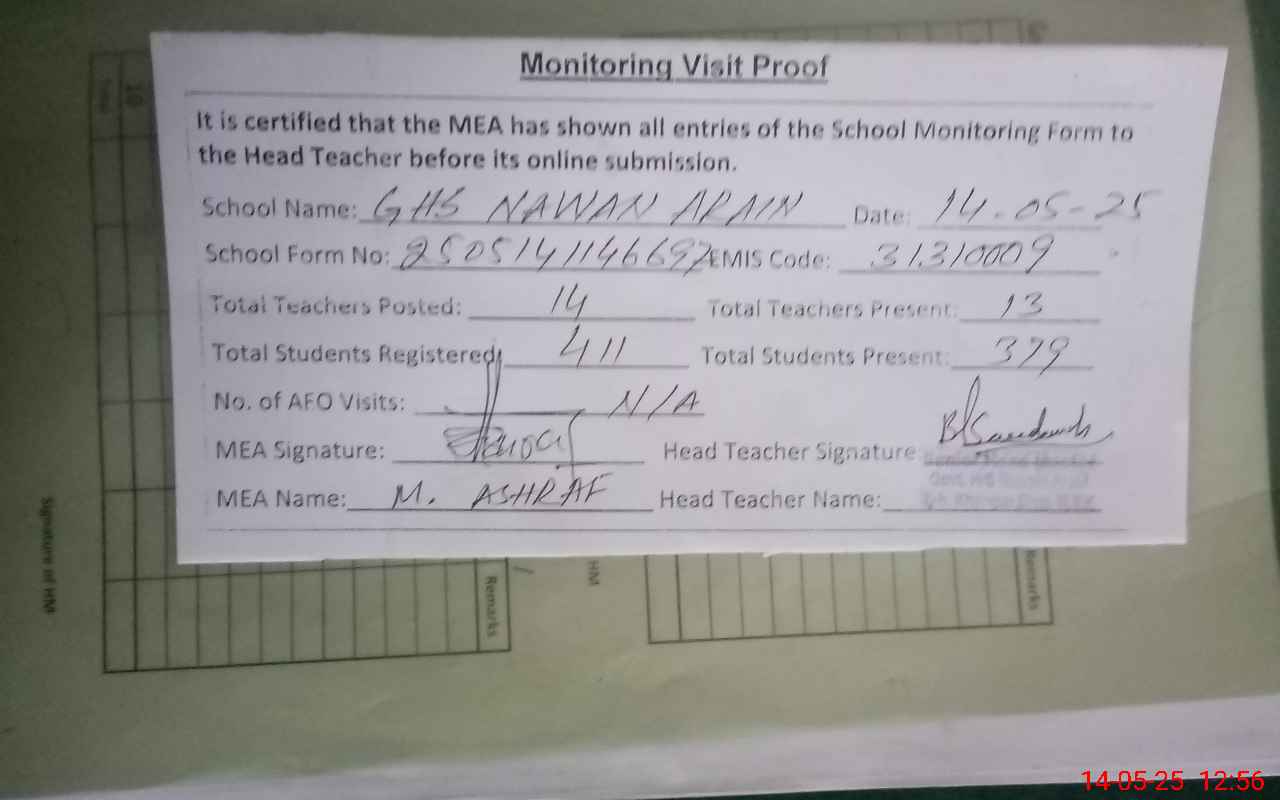 Monitoring Visit Proof
It is certified that the MEA has shown all entries of the School Monitoring Form to
the Head Teacher before its online submission.
School Name: GHS NAWAN ARAIN Date: 14-05-25
School Form No: EMIS Code: 31310009
Total Teachers Posted: 14 Total Teachers Present: 13
Total Students Registered: 411 Total Students Present: 379
No. of AEO Visits: N/A
MEA Signature: Head Teacher Signature
MEA Name: M. ASHRAF Head Teacher Name:
Signature of HM
HM
Remarks
Remarks
10
14-05-25 12:56